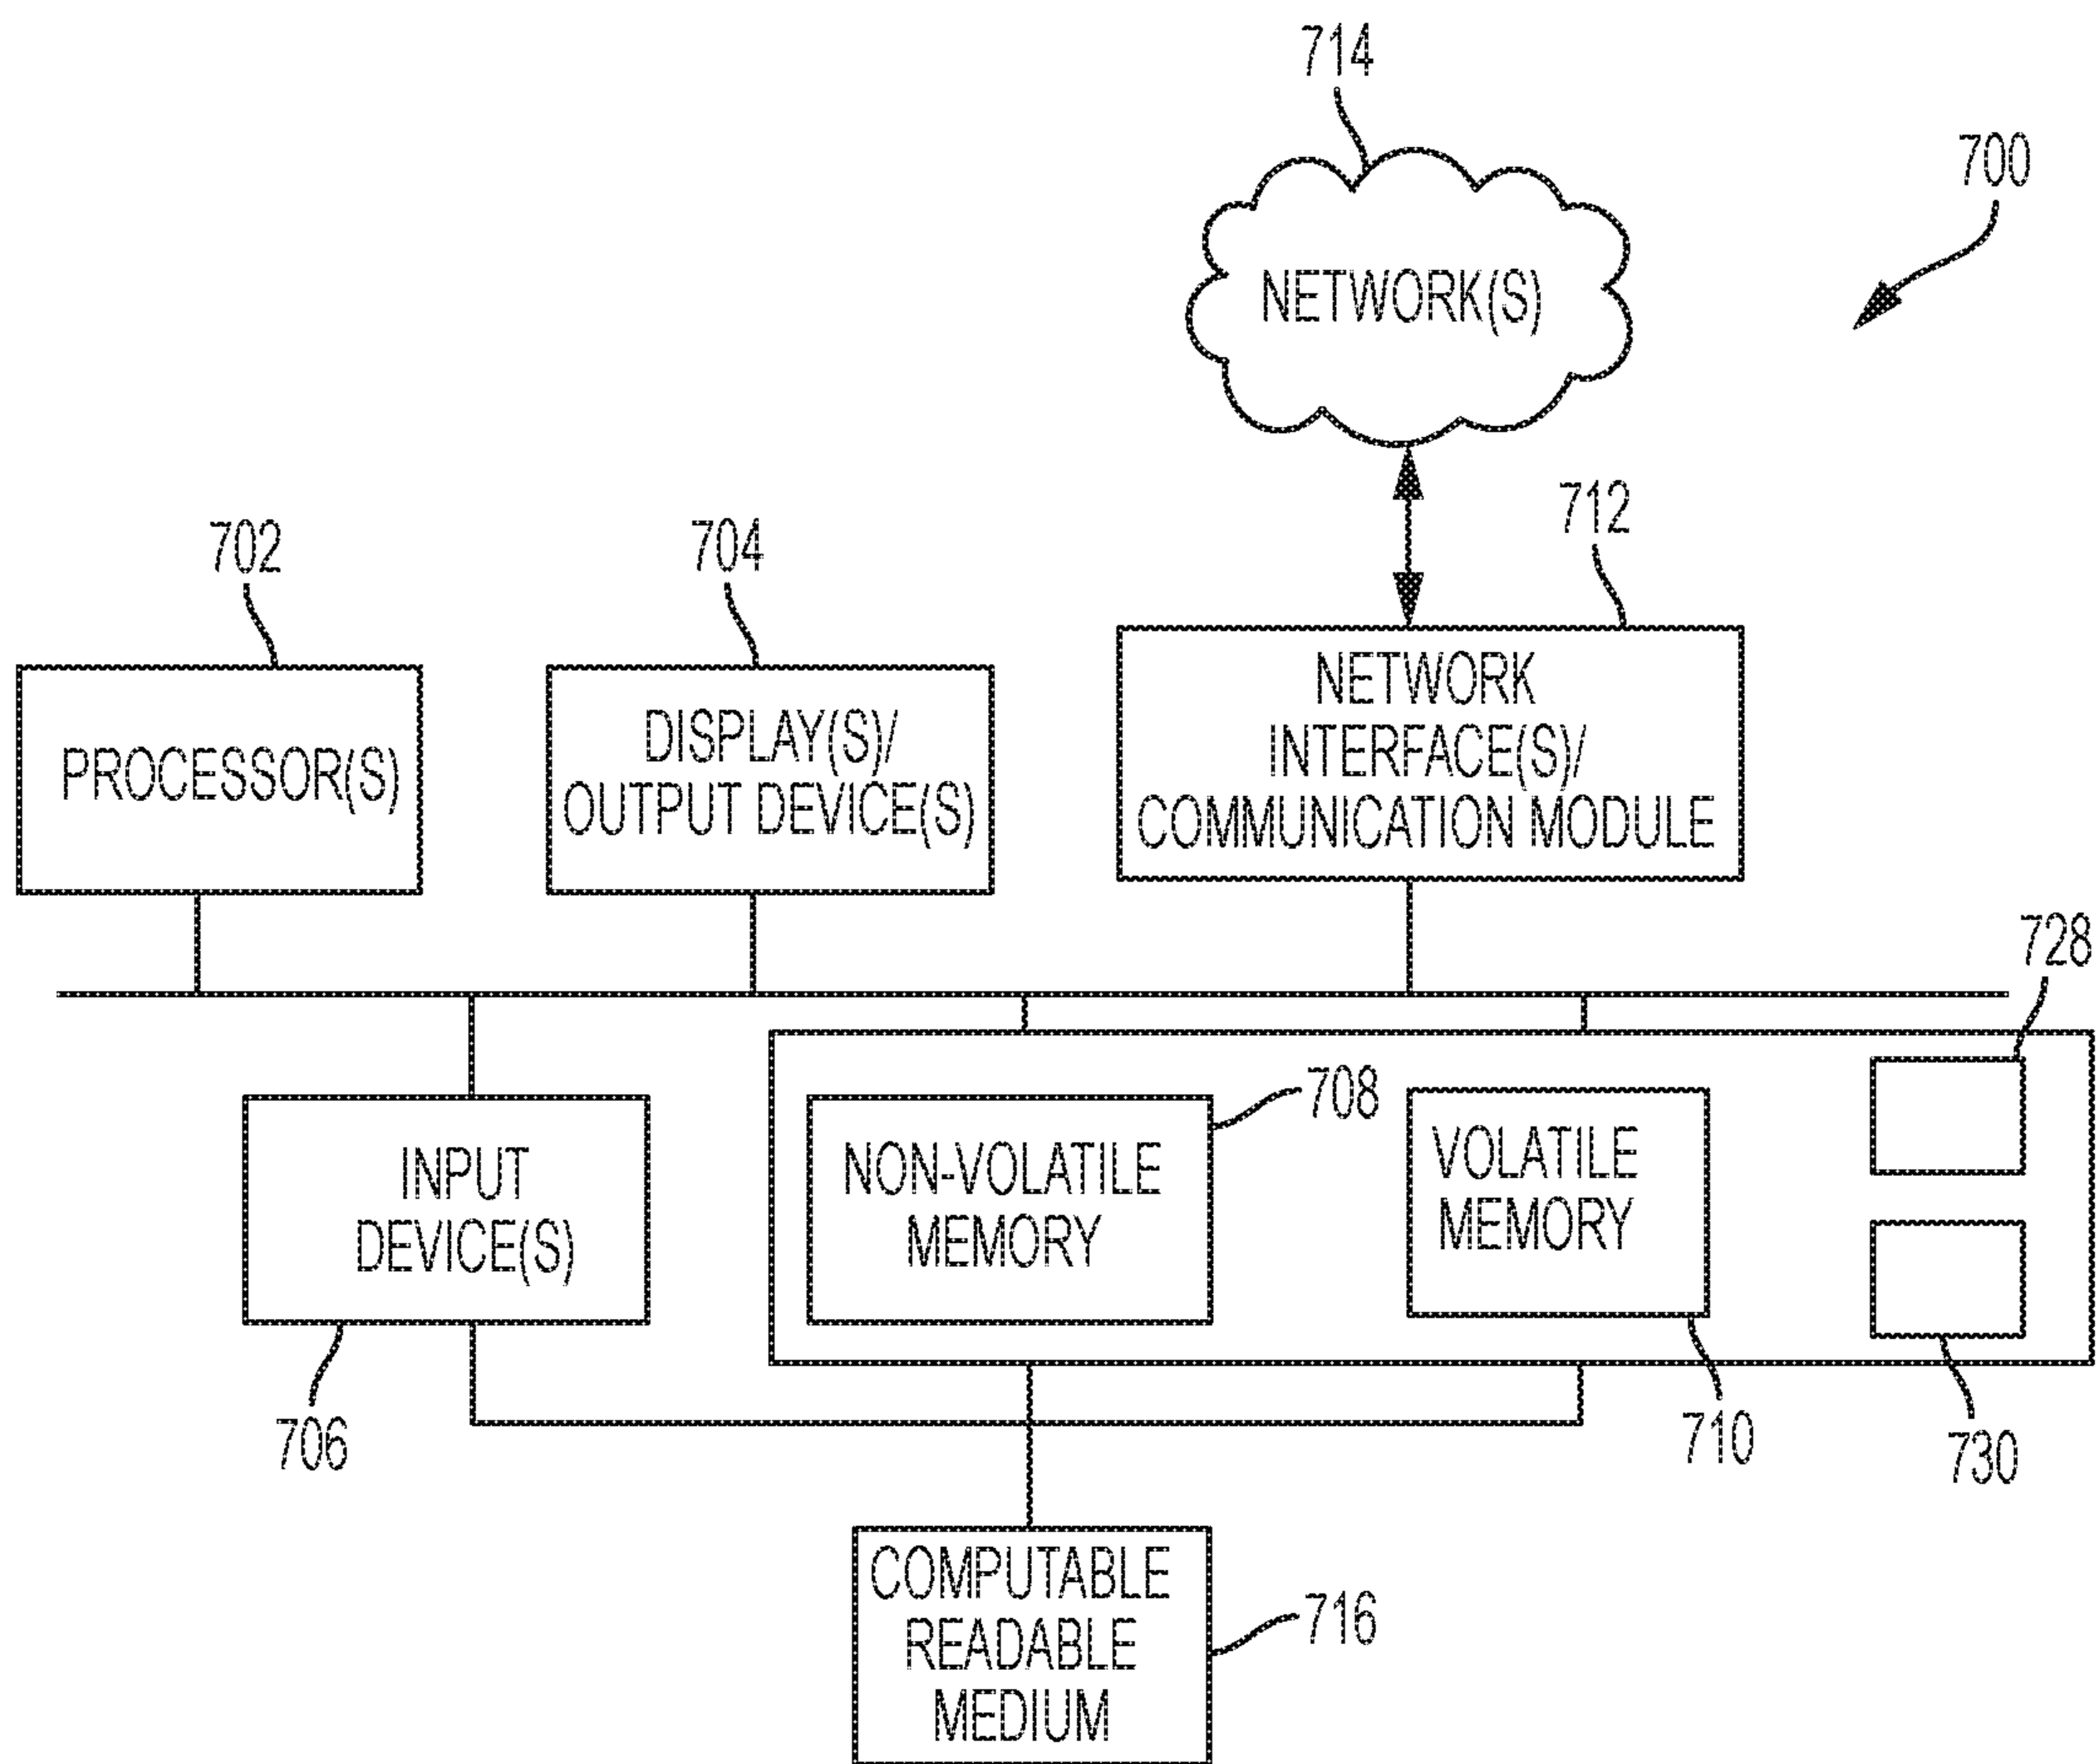 714
700
NETWORK(S)
712
702
704
PROCESSOR(S)
DISPLAY(S)/
OUTPUT DEVICE(S)
NETWORK
INTERFACE(S)/
COMMUNICATION MODULE
728
708
INPUT
DEVICE(S)
NON-VOLATILE
MEMORY
VOLATILE
MEMORY
706
710
730
COMPUTABLE
READABLE
MEDIUM
716